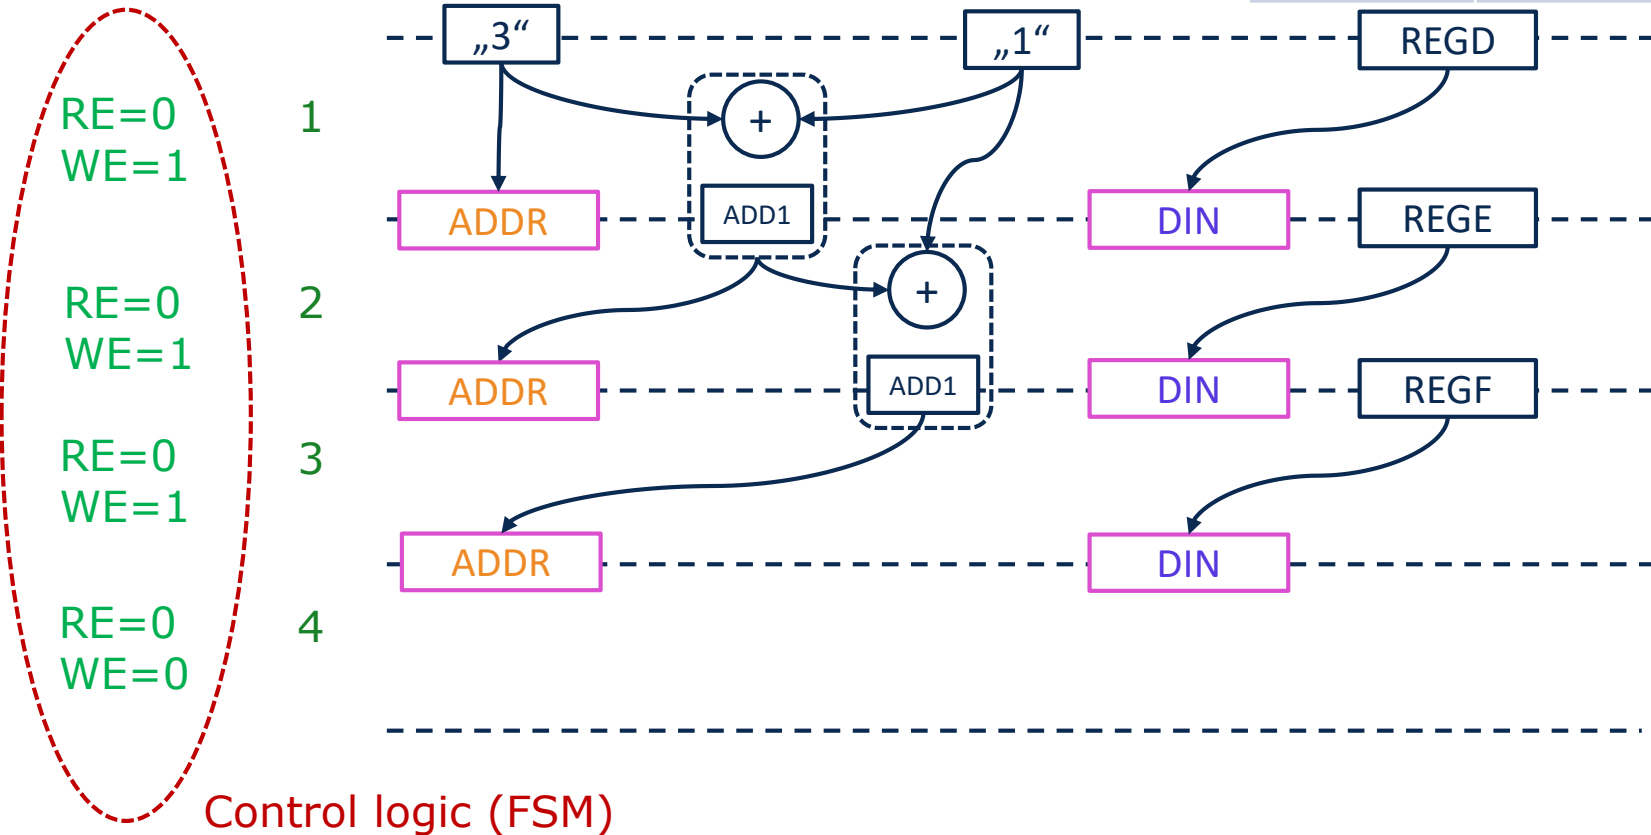 „3“
„1“
REGD
RE=0
WE=1
1
+
ADDR
ADD1
DIN
REGE
RE=0
WE=1
2
+
ADDR
ADD1
DIN
REGF
RE=0
WE=1
3
ADDR
DIN
RE=0
WE=0
4
Control logic (FSM)